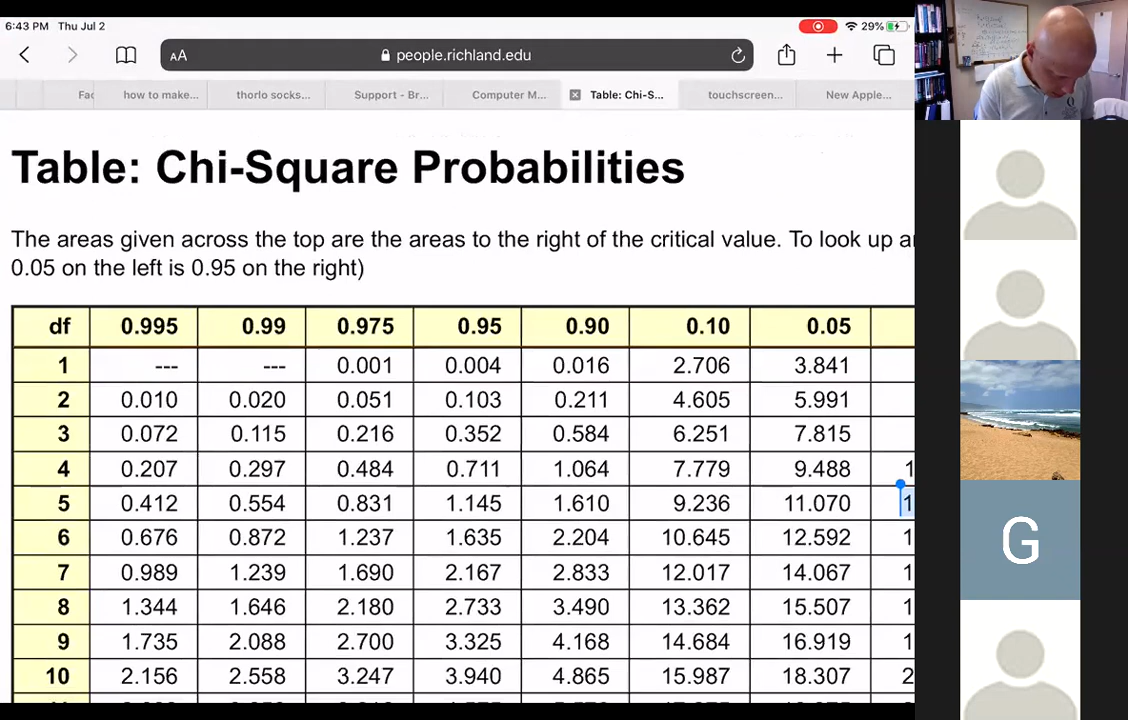 6:43 PM Thu Jul 2 29%
AA people.richland.edu
Fac how to make... thorlo socks... Support - Br... Computer M... Table: Chi-S... touchscreen... New Apple...
Table: Chi-Square Probabilities
The areas given across the top are the areas to the right of the critical value. To look up a
0.05 on the left is 0.95 on the right)
df 0.995 0.99 0.975 0.95 0.90 0.10 0.05
1 --- --- 0.001 0.004 0.016 2.706 3.841
2 0.010 0.020 0.051 0.103 0.211 4.605 5.991
3 0.072 0.115 0.216 0.352 0.584 6.251 7.815
4 0.207 0.297 0.484 0.711 1.064 7.779 9.488 1
5 0.412 0.554 0.831 1.145 1.610 9.236 11.070 1
6 0.676 0.872 1.237 1.635 2.204 10.645 12.592 1
7 0.989 1.239 1.690 2.167 2.833 12.017 14.067 1
8 1.344 1.646 2.180 2.733 3.490 13.362 15.507 1
9 1.735 2.088 2.700 3.325 4.168 14.684 16.919 1
10 2.156 2.558 3.247 3.940 4.865 15.987 18.307 2
G